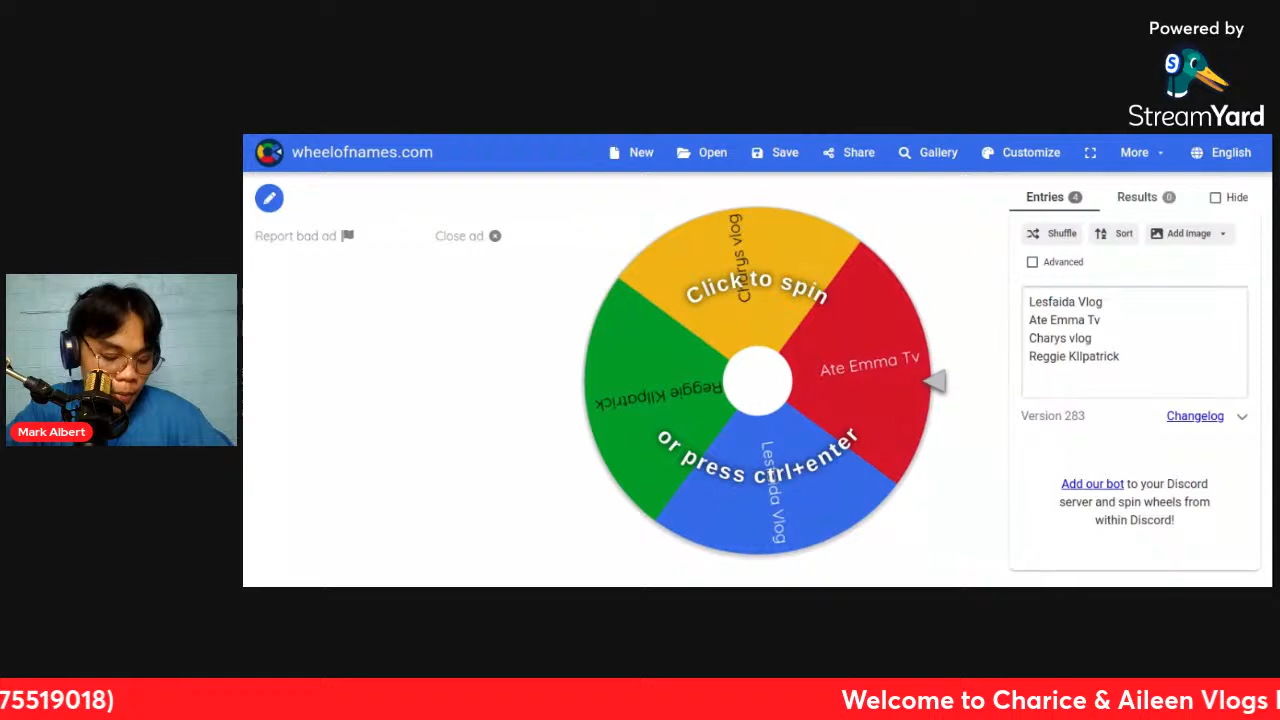 Powered by
S
StreamYard
wheelofnames.com
New
Open
Save
Share
Gallery
Customize
More
English
Report bad ad
Close ad
Entries 4
Results 0
Hide
Shuffle
Sort
Add image
Advanced
Lesfaida Vlog
Ate Emma Tv
Charys vlog
Reggie KIlpatrick
Version 283
Changelog
Add our bot to your Discord
server and spin wheels from
within Discord!
Charys vlog
Click to spin
Ate Emma Tv
Reggie KIlpatrick
or press ctrl+enter
Lesfaida Vlog
Mark Albert
75519018)
Welcome to Charice & Aileen Vlogs